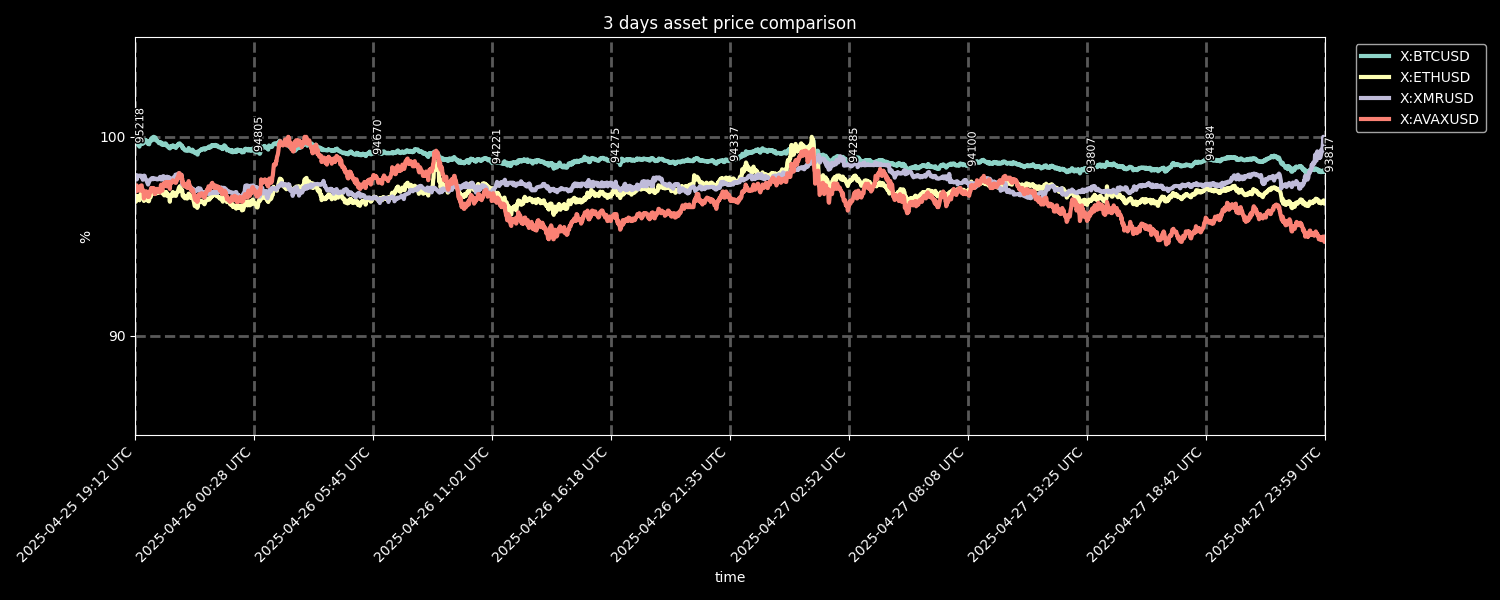 3 days asset price comparison
X:BTCUSD
X:ETHUSD
X:XMRUSD
X:AVAXUSD
100
90
%
95218
94805
94670
94221
94275
94337
94285
94100
93807
94384
93817
2025-04-25 19:12 UTC
2025-04-26 00:28 UTC
2025-04-26 05:45 UTC
2025-04-26 11:02 UTC
2025-04-26 16:18 UTC
2025-04-26 21:35 UTC
2025-04-27 02:52 UTC
2025-04-27 08:08 UTC
2025-04-27 13:25 UTC
2025-04-27 18:42 UTC
2025-04-27 23:59 UTC
time